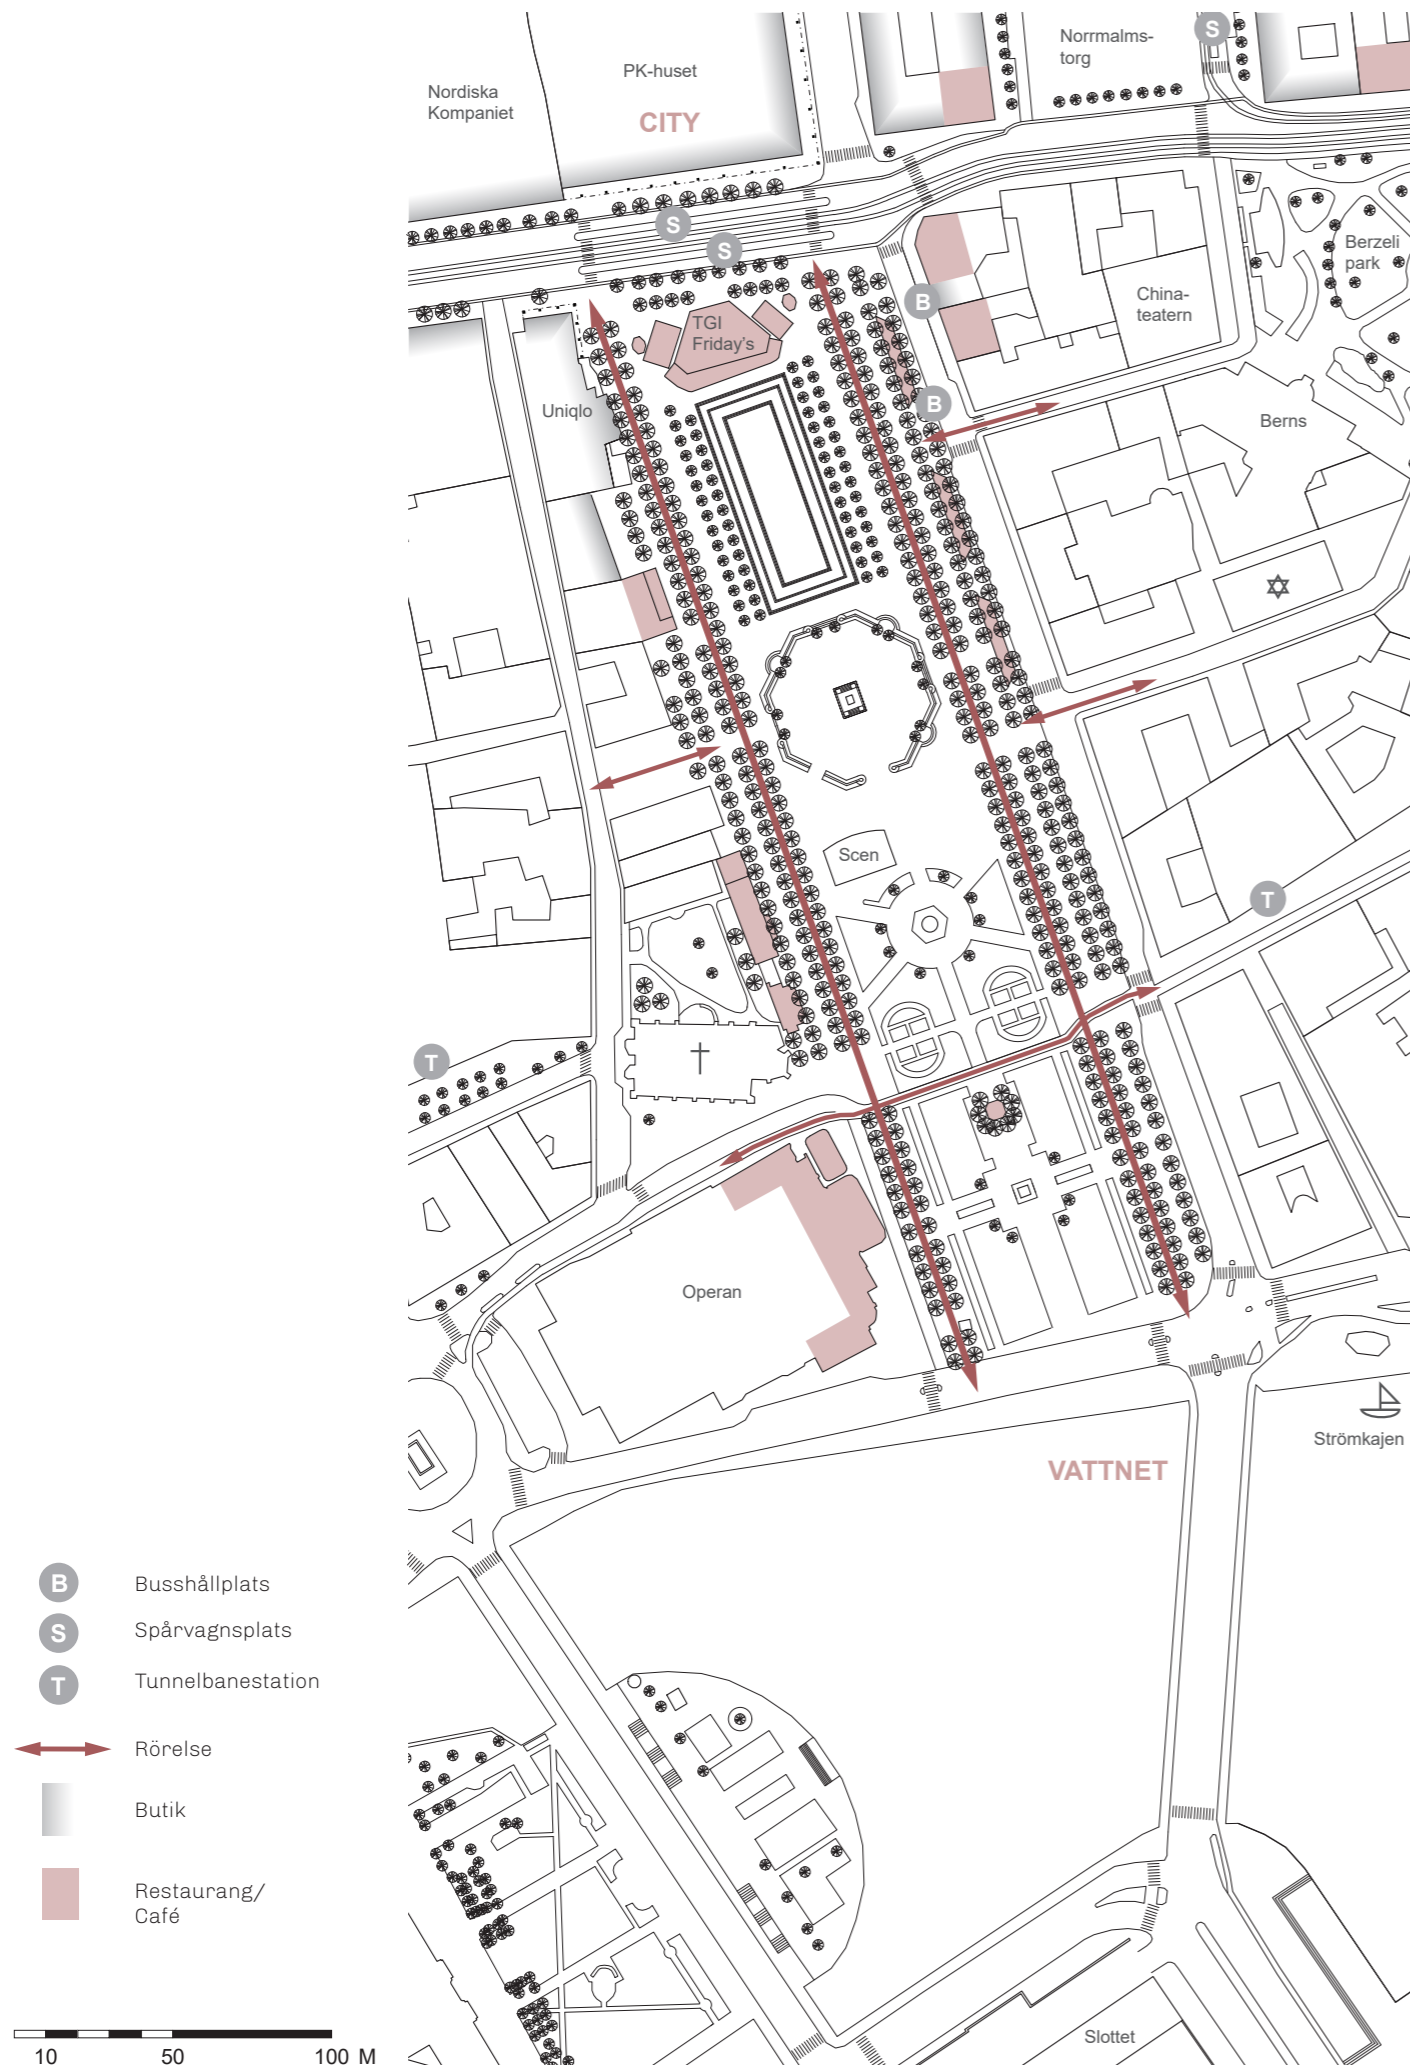 S
Norrmalms-
torg
PK-huset
Nordiska
Kompaniet
CITY
S
S
Berzeli
park
B
China-
teatern
TGI
Friday's
B
Uniqlo
Berns
Scen
T
T
Operan
Strömkajen
VATTNET
B Busshållplats
S Spårvagnsplats
T Tunnelbanestation
Rörelse
Butik
Restaurang/
Café
Slottet
10 50 100 M